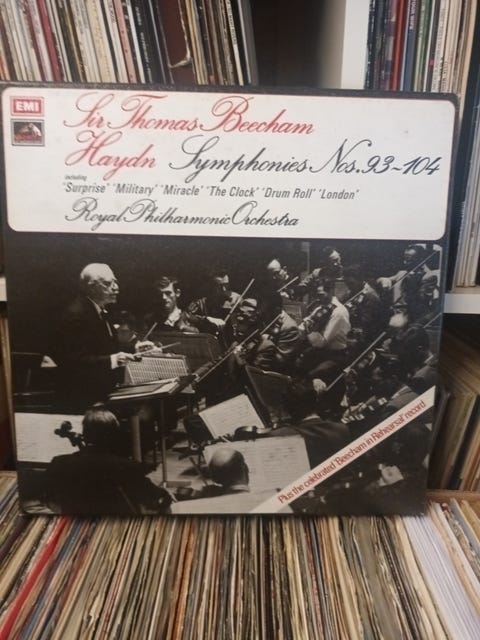 EMI
Sir Thomas Beecham
Haydn Symphonies Nos. 93~104
including
'Surprise' 'Military' 'Miracle' 'The Clock' 'Drum Roll' 'London'
Royal Philharmonic Orchestra
Plus the celebrated 'Beecham in Rehearsal' record